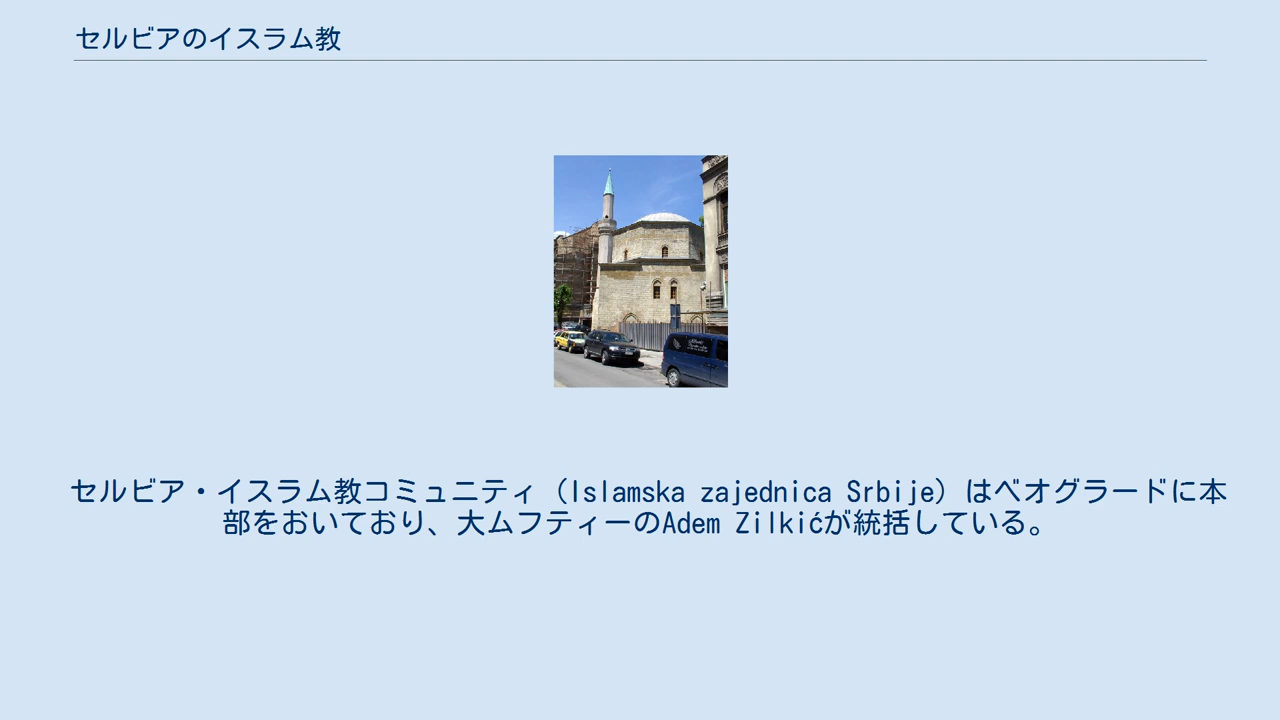 セルビアのイスラム教
セルビア・イスラム教コミュニティ（Islamska zajednica Srbije）はベオグラードに本
部をおいており、大ムフティーのAdem Zilkićが統括している。